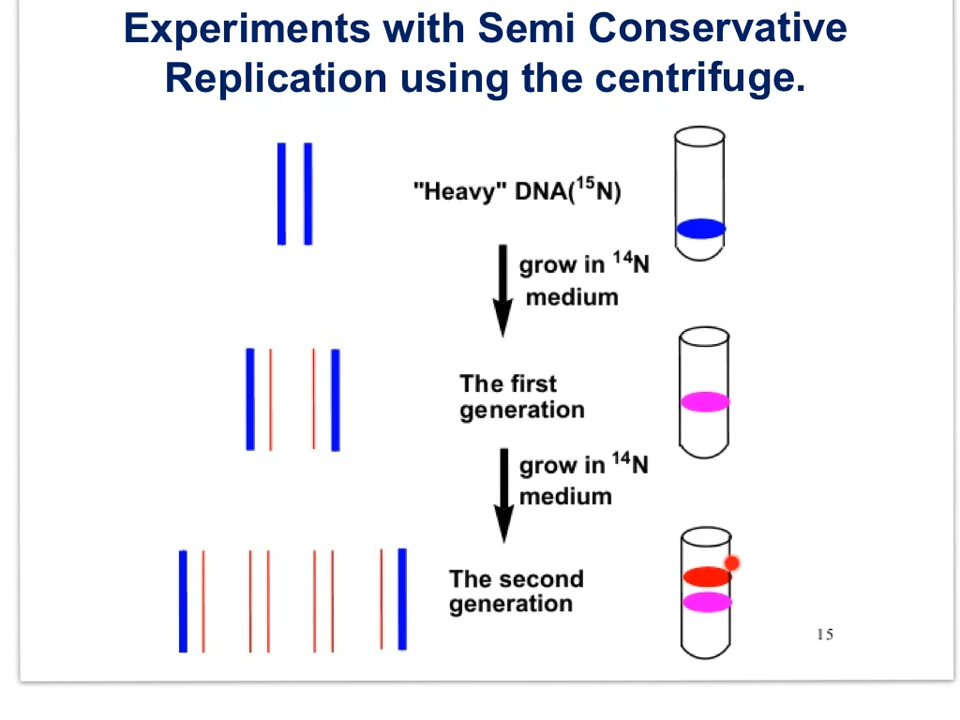 Experiments with Semi Conservative
Replication using the centrifuge.
"Heavy" DNA(¹⁵N)
grow in ¹⁴N
medium
The first
generation
grow in ¹⁴N
medium
The second
generation
15